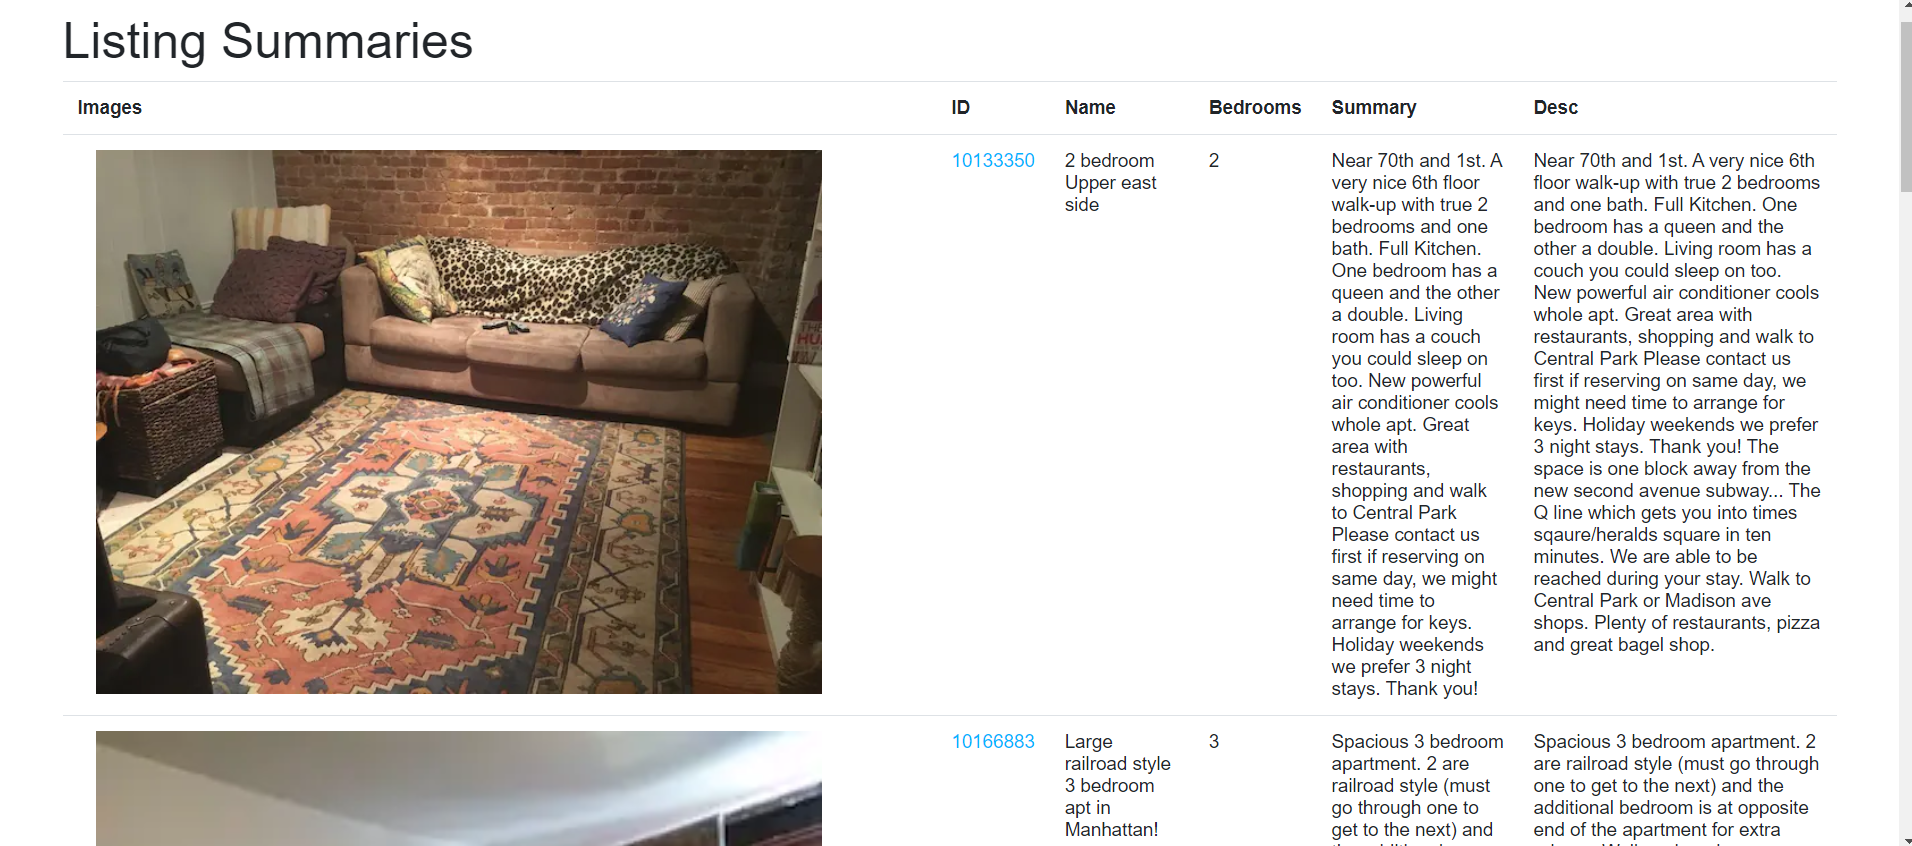 Listing Summaries
Images ID Name Bedrooms Summary Desc
10133350
2 bedroom
Upper east
side
2
Near 70th and 1st. A
very nice 6th floor
walk-up with true 2
bedrooms and one
bath. Full Kitchen.
One bedroom has a
queen and the other
a double. Living
room has a couch
you could sleep on
too. New powerful
air conditioner cools
whole apt. Great
area with
restaurants,
shopping and walk
to Central Park
Please contact us
first if reserving on
same day, we might
need time to
arrange for keys.
Holiday weekends
we prefer 3 night
stays. Thank you!
Near 70th and 1st. A very nice 6th
floor walk-up with true 2 bedrooms
and one bath. Full Kitchen. One
bedroom has a queen and the
other a double. Living room has a
couch you could sleep on too.
New powerful air conditioner cools
whole apt. Great area with
restaurants, shopping and walk to
Central Park Please contact us
first if reserving on same day, we
might need time to arrange for
keys. Holiday weekends we prefer
3 night stays. Thank you! The
space is one block away from the
new second avenue subway... The
Q line which gets you into times
sqaure/heralds square in ten
minutes. We are able to be
reached during your stay. Walk to
Central Park or Madison ave
shops. Plenty of restaurants, pizza
and great bagel shop.
10166883
Large
railroad style
3 bedroom
apt in
Manhattan!
3
Spacious 3 bedroom
apartment. 2 are
railroad style (must
go through one to
get to the next) and
Spacious 3 bedroom apartment. 2
are railroad style (must go through
one to get to the next) and the
additional bedroom is at opposite
end of the apartment for extra